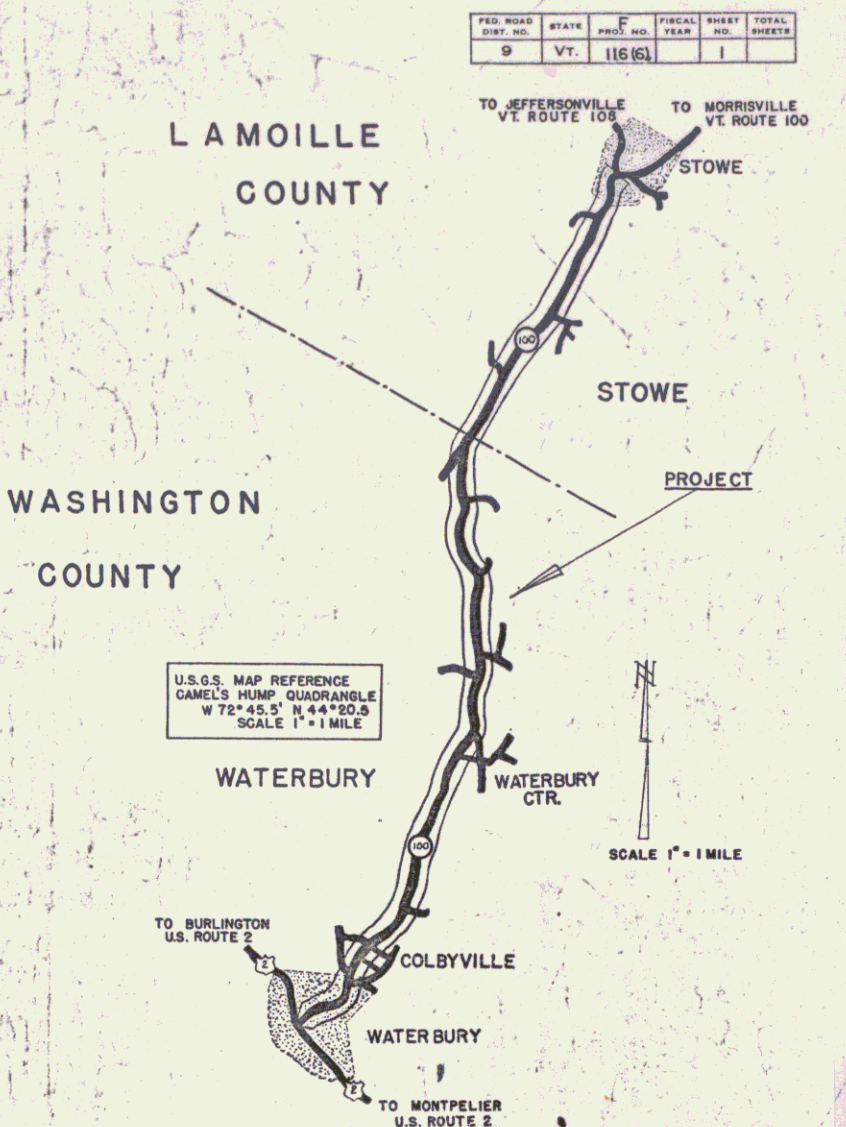 FED. ROAD DIST. NO. STATE F PROJ. NO. FISCAL YEAR SHEET NO. TOTAL SHEETS
9 VT. 116(6) 1
TO JEFFERSONVILLE
VT. ROUTE 108
TO MORRISVILLE
VT. ROUTE 100
LAMOILLE
COUNTY
STOWE
100
STOWE
PROJECT
WASHINGTON
COUNTY
U.S.G.S. MAP REFERENCE
CAMEL'S HUMP QUADRANGLE
W 72° 45.5' N 44° 20.5
SCALE 1" = 1 MILE
N
WATERBURY
WATERBURY
CTR.
100
SCALE 1" = 1 MILE
TO BURLINGTON
U.S. ROUTE 2
2
COLBYVILLE
WATERBURY
2
TO MONTPELIER
U.S. ROUTE 2